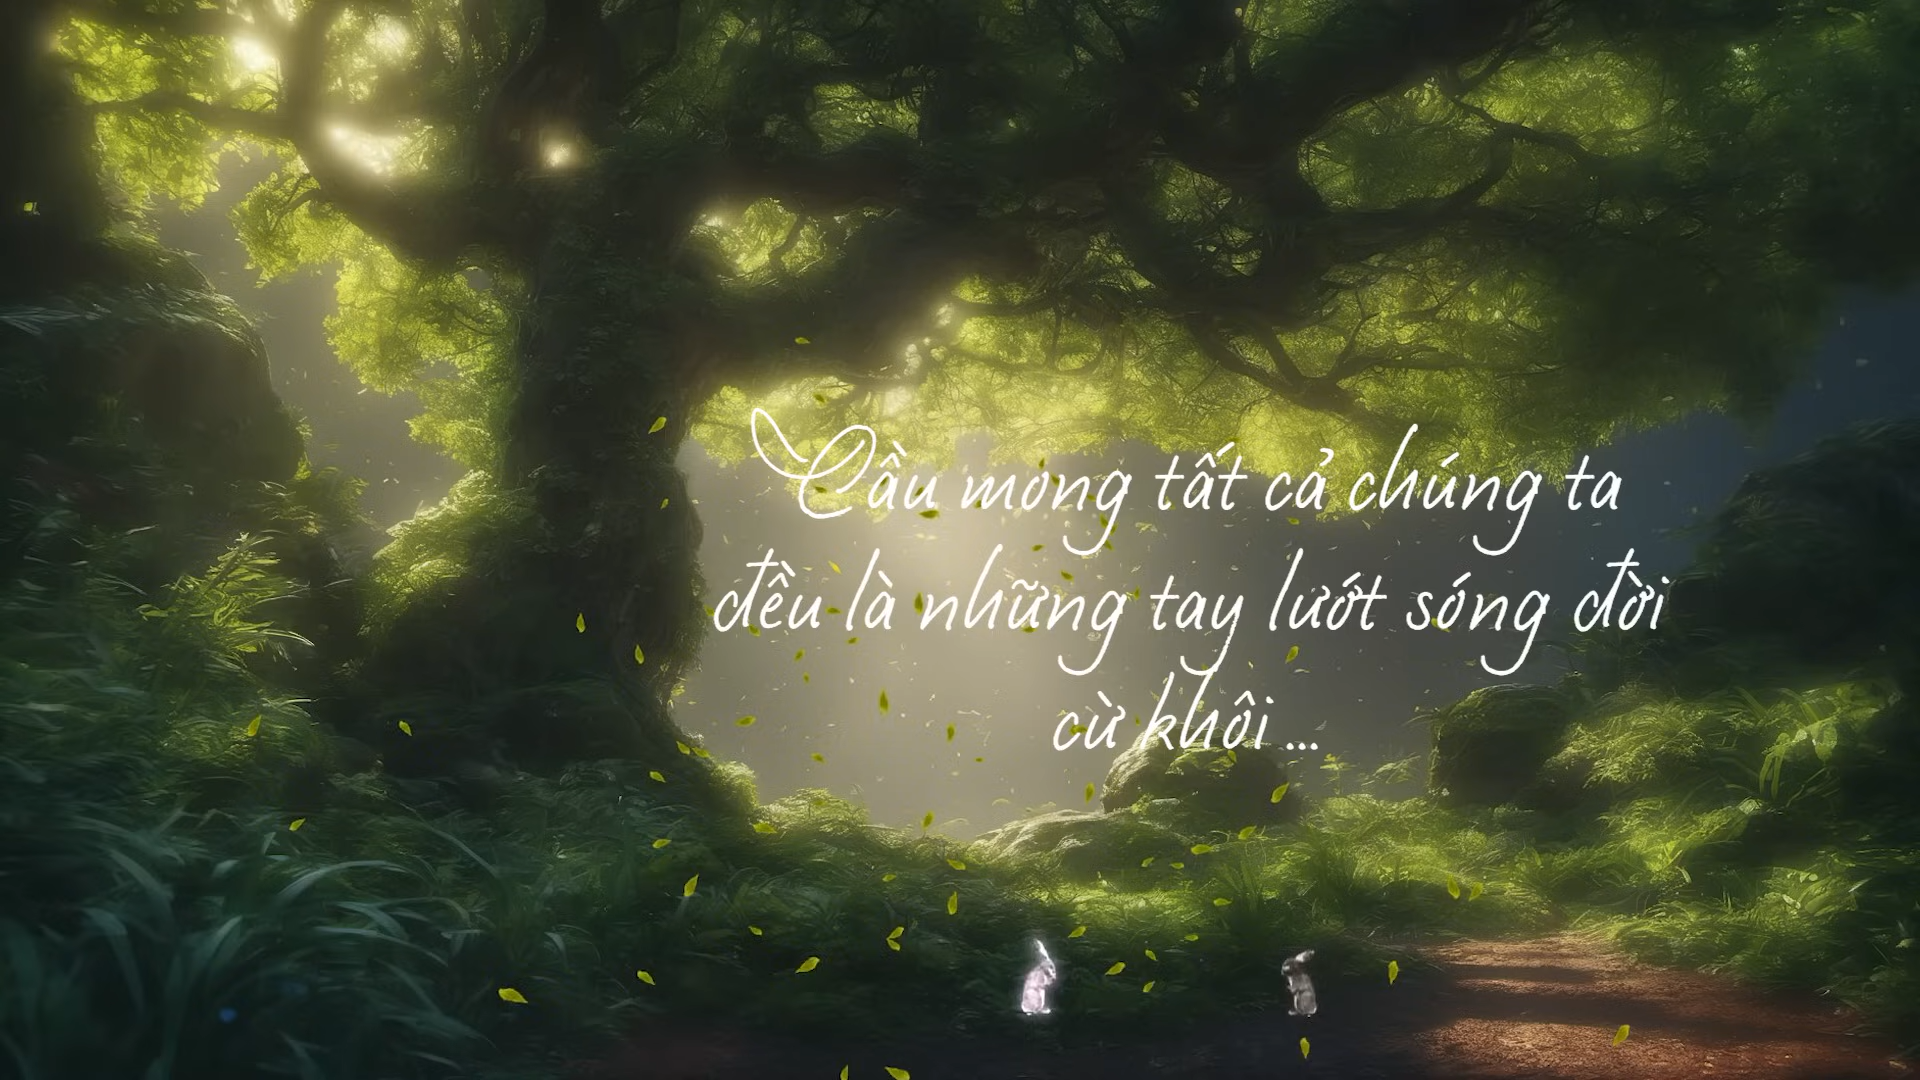 Cầu mong tất cả chúng ta
đều là những tay lướt sóng đời
cừ khôi ...